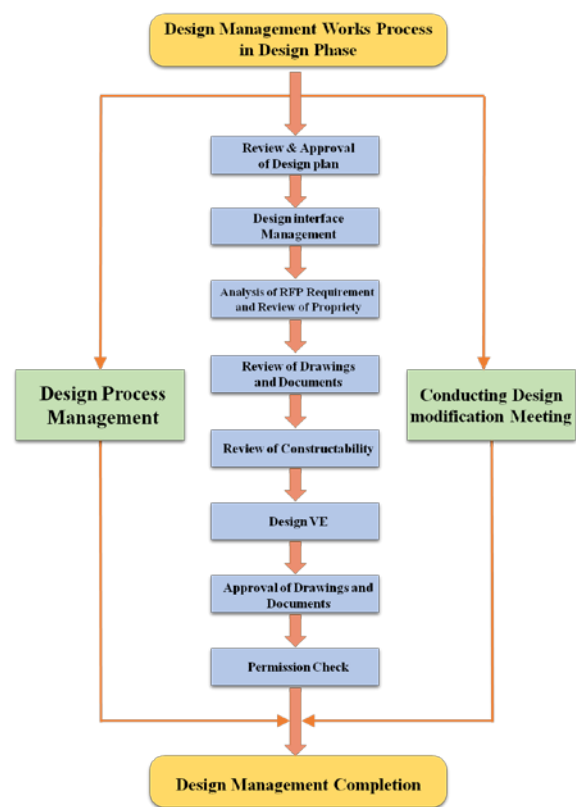 Design Management Works Process
in Design Phase
Review & Approval
of Design plan
Design interface
Management
Analysis of RFP Requirement
and Review of Propriety
Review of Drawings
and Documents
Design Process
Management
Conducting Design
modification Meeting
Review of Constructability
Design VE
Approval of Drawings and
Documents
Permission Check
Design Management Completion